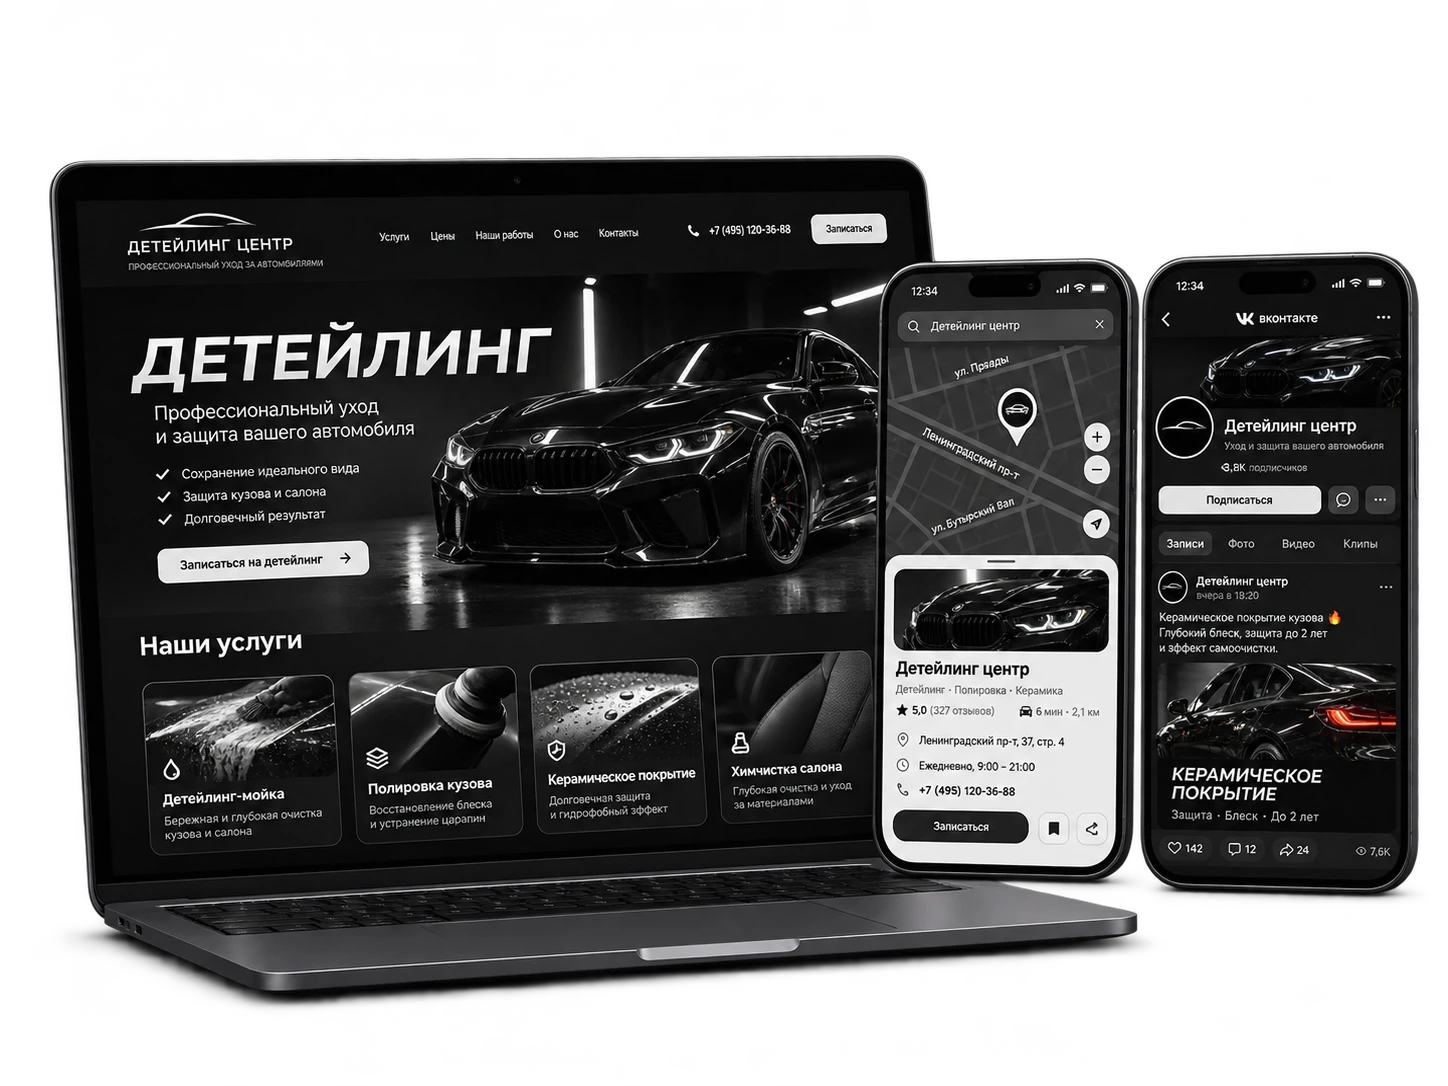 ДЕТЕЙЛИНГ ЦЕНТР
ПРОФЕССИОНАЛЬНЫЙ УХОД ЗА АВТОМОБИЛЯМИ
Услуги
Цены
Наши работы
О нас
Контакты
+7 (495) 120-36-88
Записаться
ДЕТЕЙЛИНГ
Профессиональный уход
и защита вашего автомобиля
Сохранение идеального вида
Защита кузова и салона
Долговечный результат
Записаться на детейлинг
Наши услуги
Детейлинг-мойка
Бережная и глубокая очистка
кузова и салона
Полировка кузова
Восстановление блеска
и устранение царапин
Керамическое покрытие
Долговечная защита
и гидрофобный эффект
Химчистка салона
Глубокая очистка и уход
за материалами
12:34
Детейлинг центр
ул. Правды
Ленинградский пр-т
ул. Бутырский Вал
Детейлинг центр
Детейлинг · Полировка · Керамика
5,0 (327 отзывов)
6 мин · 2,1 км
Ленинградский пр-т, 37, стр. 4
Ежедневно, 9:00 – 21:00
+7 (495) 120-36-88
Записаться
12:34
вконтакте
Детейлинг центр
Уход и защита вашего автомобиля
3,8K подписчиков
Подписаться
Записи
Фото
Видео
Клипы
Детейлинг центр
вчера в 18:20
Керамическое покрытие кузова 🔥
Глубокий блеск, защита до 2 лет
и эффект самоочистки.
КЕРАМИЧЕСКОЕ
ПОКРЫТИЕ
Защита · Блеск · До 2 лет
142
12
24
7,6K